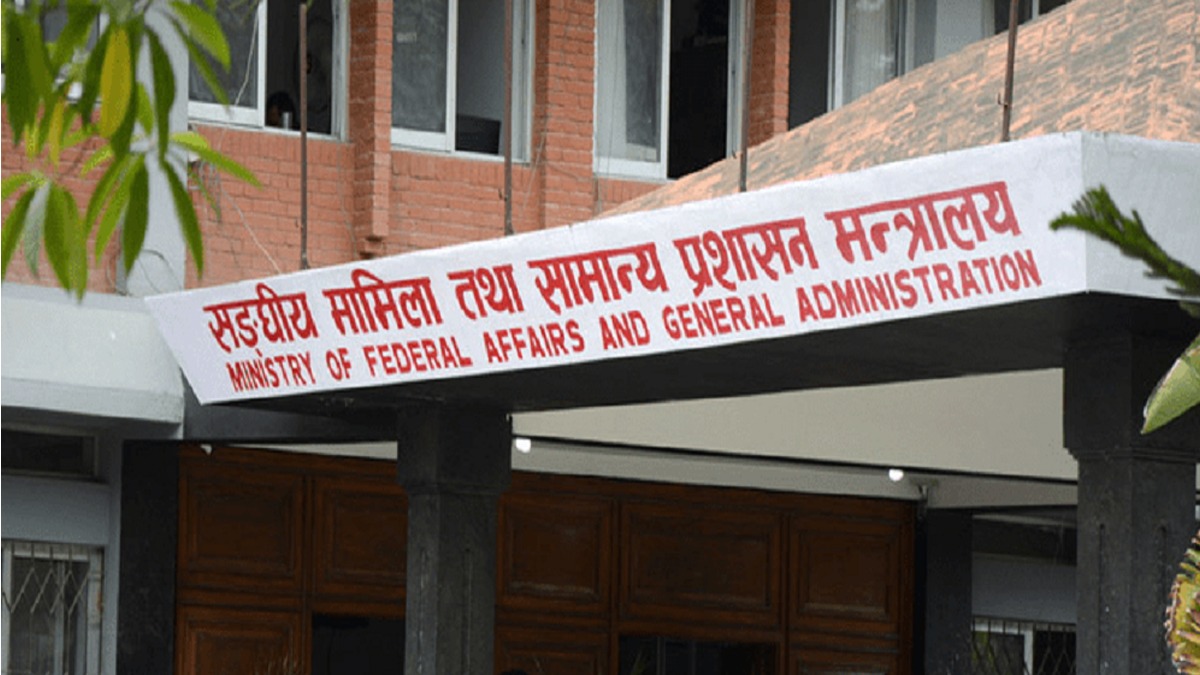 सङ्घीय मामिला तथा सामान्य प्रशासन मन्त्रालय
MINISTRY OF FEDERAL AFFAIRS AND GENERAL ADMINISTRATION